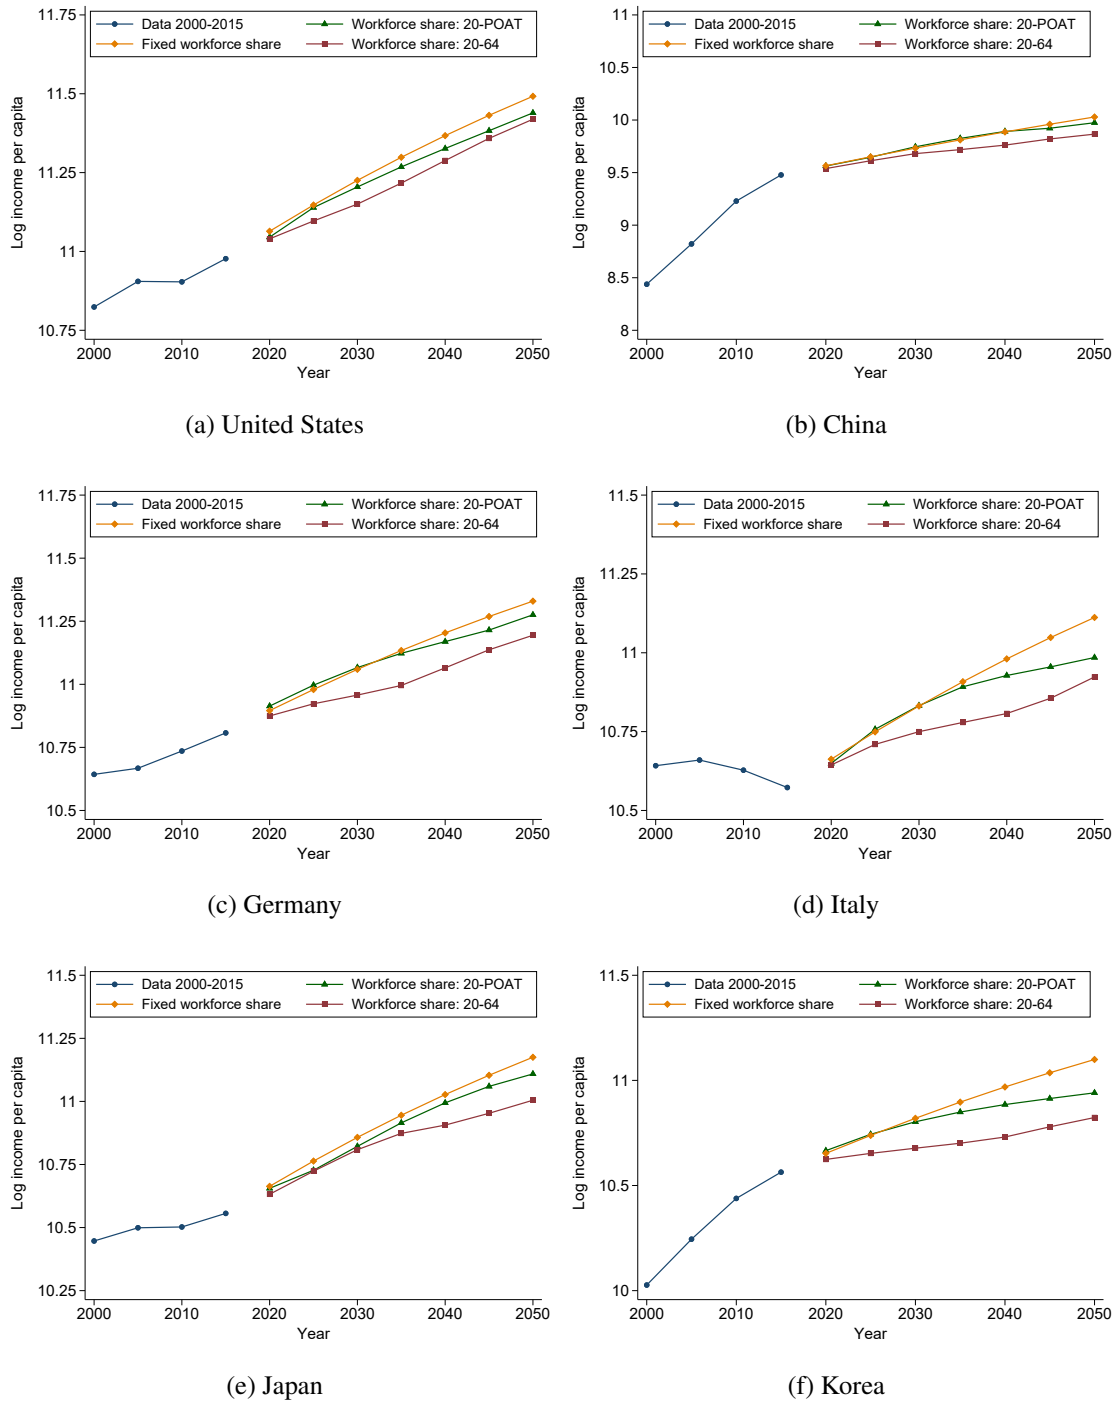 11.75
11.5
11.25
11
10.75
Log income per capita
2000 2010 2020 2030 2040 2050
Year
Data 2000-2015 Workforce share: 20-POAT
Fixed workforce share Workforce share: 20-64
(a) United States
11
10.5
10
9.5
9
8.5
8
Log income per capita
2000 2010 2020 2030 2040 2050
Year
Data 2000-2015 Workforce share: 20-POAT
Fixed workforce share Workforce share: 20-64
(b) China
11.75
11.5
11.25
11
10.75
10.5
Log income per capita
2000 2010 2020 2030 2040 2050
Year
Data 2000-2015 Workforce share: 20-POAT
Fixed workforce share Workforce share: 20-64
(c) Germany
11.5
11.25
11
10.75
10.5
Log income per capita
2000 2010 2020 2030 2040 2050
Year
Data 2000-2015 Workforce share: 20-POAT
Fixed workforce share Workforce share: 20-64
(d) Italy
11.5
11.25
11
10.75
10.5
10.25
Log income per capita
2000 2010 2020 2030 2040 2050
Year
Data 2000-2015 Workforce share: 20-POAT
Fixed workforce share Workforce share: 20-64
(e) Japan
11.5
11
10.5
10
Log income per capita
2000 2010 2020 2030 2040 2050
Year
Data 2000-2015 Workforce share: 20-POAT
Fixed workforce share Workforce share: 20-64
(f) Korea